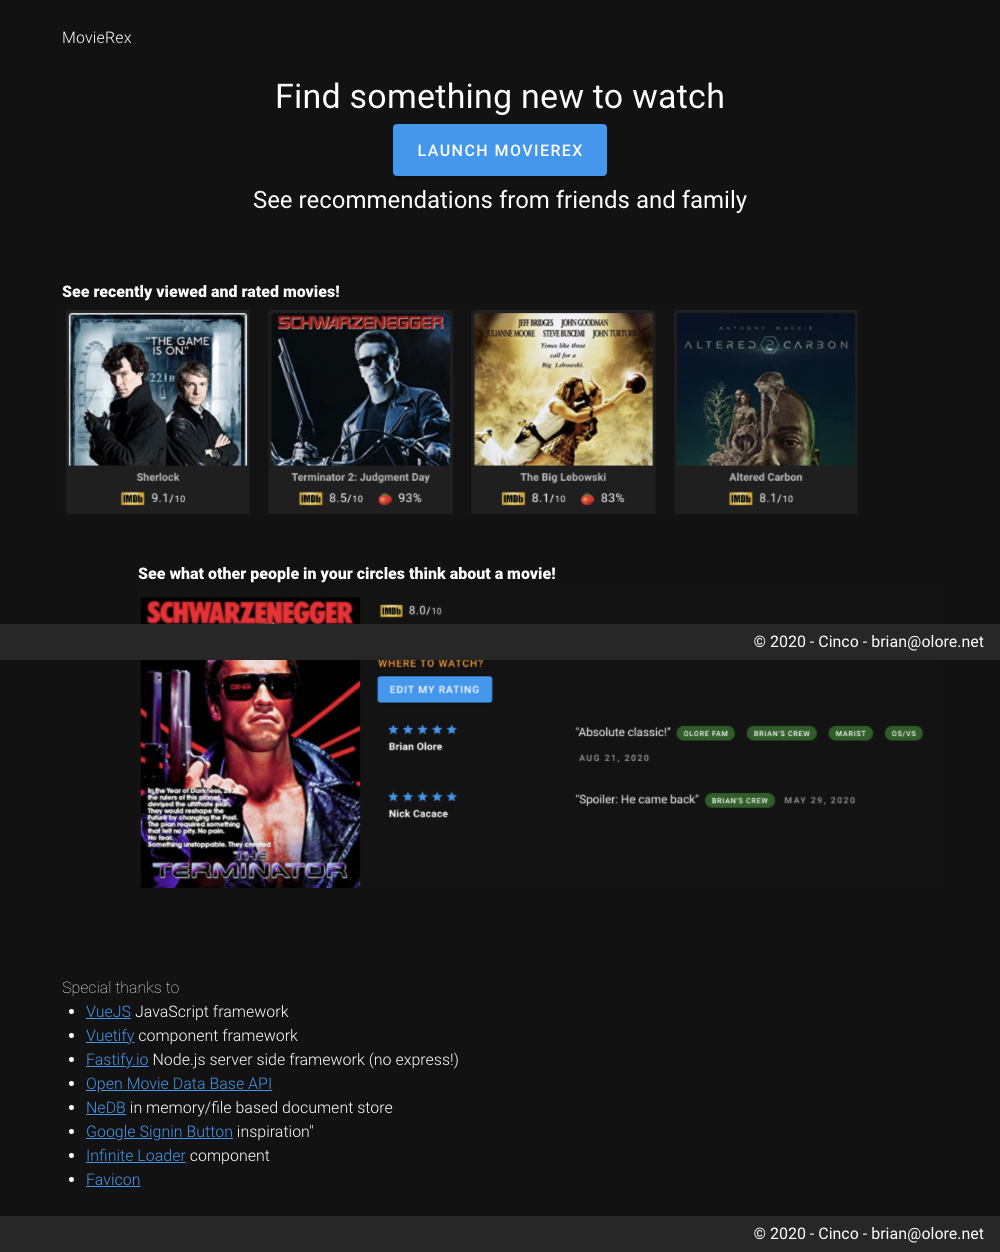 MovieRex
Find something new to watch
LAUNCH MOVIEREX
See recommendations from friends and family
See recently viewed and rated movies!
"THE GAME
IS ON."
221B
Sherlock
IMDb 9.1/10
SCHWARZENEGGER
Terminator 2: Judgment Day
IMDb 8.5/10 93%
JEFF BRIDGES JOHN GOODMAN
JULIANNE MOORE STEVE BUSCEMI JOHN TURTUR
Times like these
call for a
Big Lebowski.
The Big Lebowski
IMDb 8.1/10 83%
ANTHONY MACKIE
ALTERED 2 CARBON
Altered Carbon
IMDb 8.1/10
See what other people in your circles think about a movie!
SCHWARZENEGGER
IMDb 8.0/10
© 2020 - Cinco - brian@olore.net
WHERE TO WATCH?
EDIT MY RATING
Brian Olore
"Absolute classic!" OLORE FAM BRIAN'S CREW MARIST OS/VS
AUG 21, 2020
Nick Cacace
"Spoiler: He came back" BRIAN'S CREW MAY 29, 2020
In the Year of Darkness, 2029,
the rulers of this planet
devised the ultimate plan.
They would reshape the
Future by changing the Past.
The plan required something
that felt no pity. No pain.
No fear.
Something unstoppable. They created
THE
TERMINATOR
Special thanks to
VueJS JavaScript framework
Vuetify component framework
Fastify.io Node.js server side framework (no express!)
Open Movie Data Base API
NeDB in memory/file based document store
Google Signin Button inspiration"
Infinite Loader component
Favicon
© 2020 - Cinco - brian@olore.net